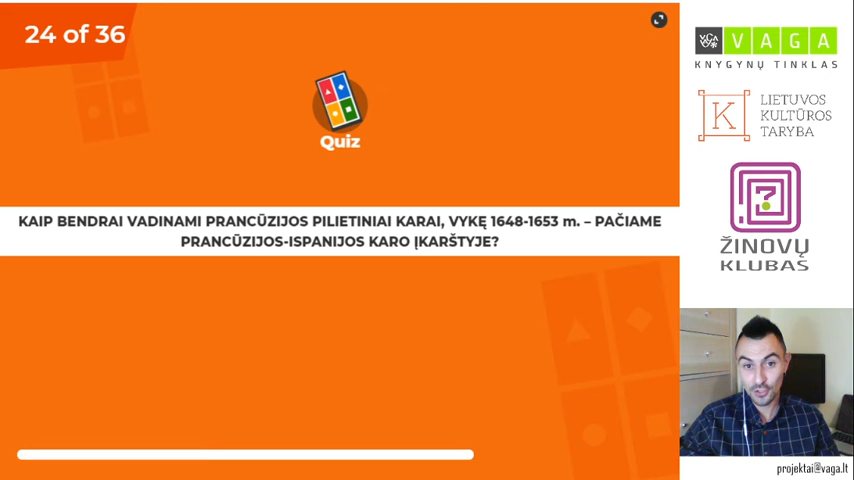 24 of 36
Quiz
KAIP BENDRAI VADINAMI PRANCŪZIJOS PILIETINIAI KARAI, VYKĘ 1648-1653 m. – PAČIAME
PRANCŪZIJOS-ISPANIJOS KARO ĮKARŠTYJE?
VAGA
KNYGYNŲ TINKLAS
LIETUVOS
KULTŪROS
TARYBA
ŽINOVŲ
KLUBAS
projektai@vaga.lt